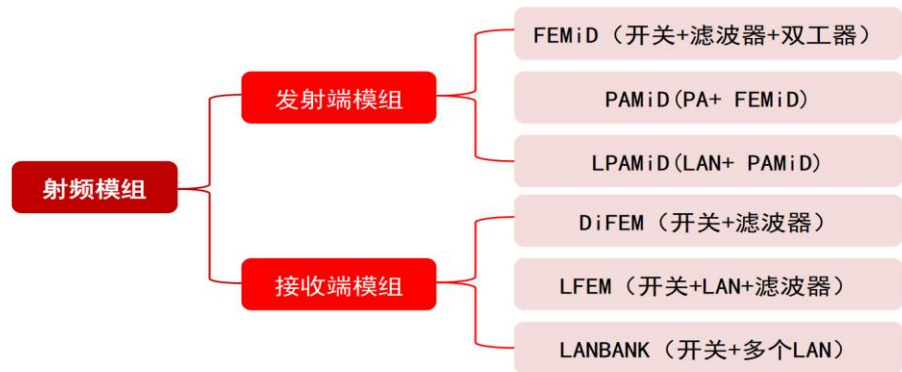 射频模组
发射端模组
FEMiD（开关+滤波器+双工器）
PAMiD(PA+ FEMiD)
LPAMiD(LAN+ PAMiD)
接收端模组
DiFEM（开关+滤波器）
LFEM（开关+LAN+滤波器）
LANBANK（开关+多个LAN）